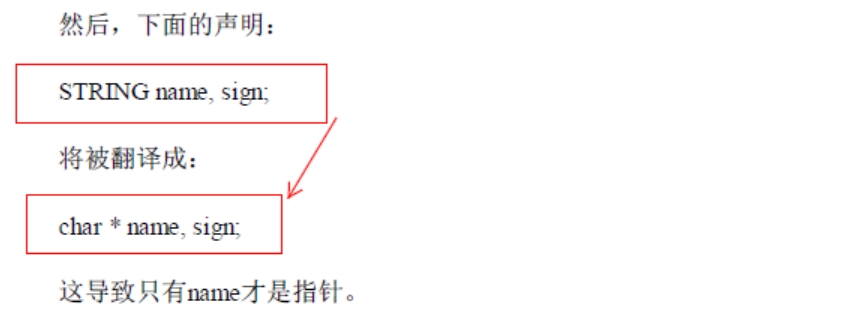 然后，下面的声明：
STRING name, sign;
将被翻译成：
char * name, sign;
这导致只有name才是指针。